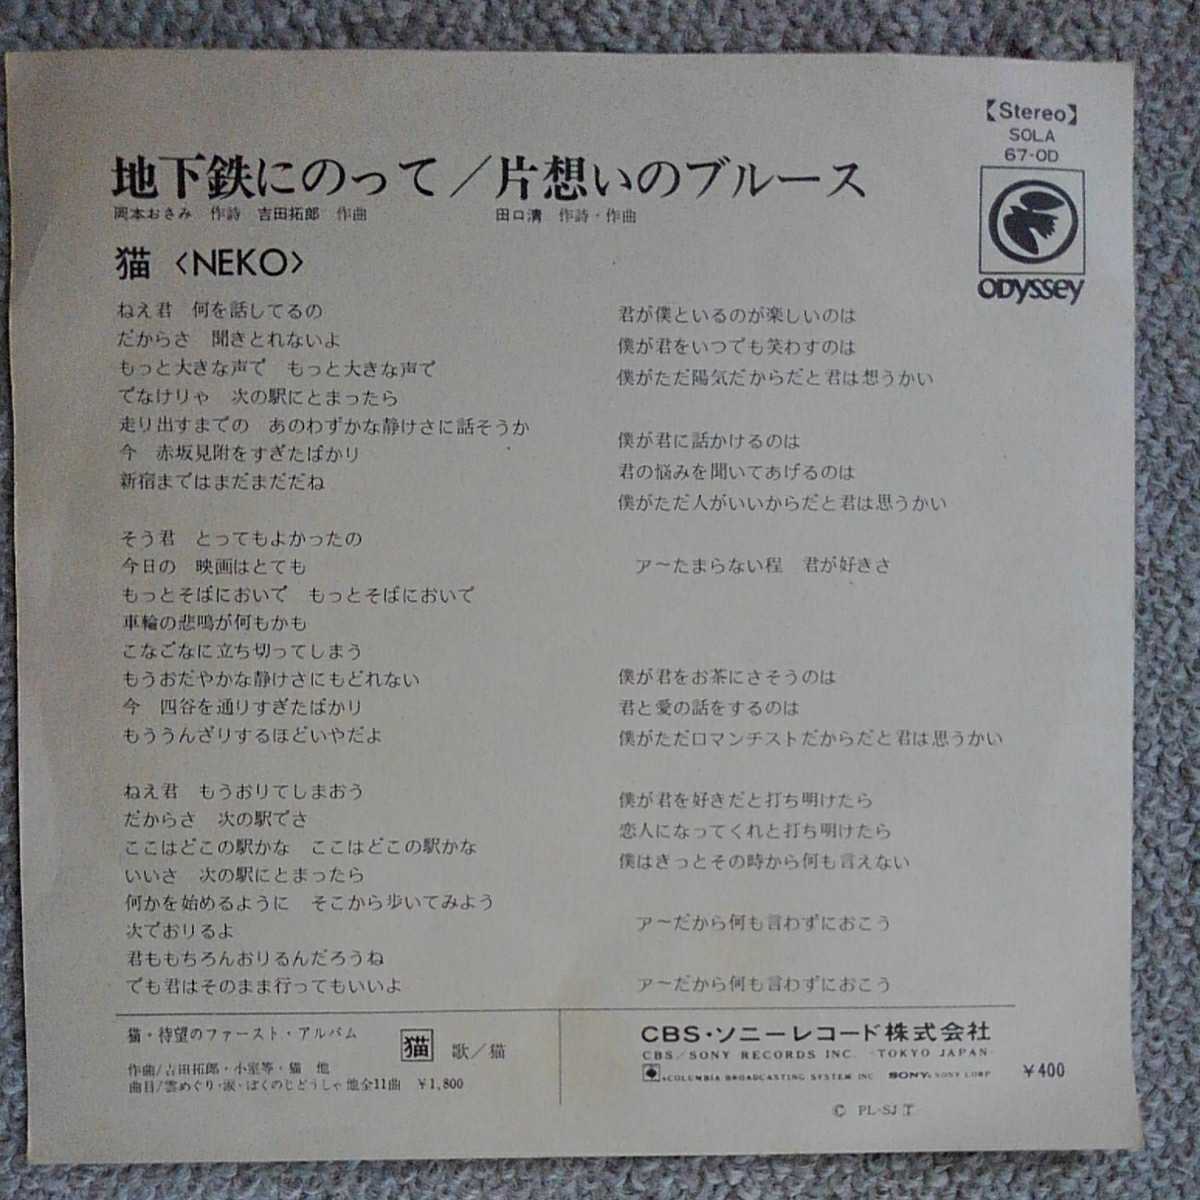 【Stereo】
SOLA
67-OD
ODYSSEY
地下鉄にのって／片想いのブルース
岡本おさみ 作詩 吉田拓郎 作曲 田口清 作詩・作曲
猫〈NEKO〉
ねえ君 何を話してるの
だからさ 聞きとれないよ
もっと大きな声で もっと大きな声で
でなけりゃ 次の駅にとまったら
走り出すまでの あのわずかな静けさに話そうか
今 赤坂見附をすぎたばかり
新宿まではまだまだだね
そう君 とってもよかったの
今日の 映画はとても
もっとそばにおいで もっとそばにおいで
車輪の悲鳴が何もかも
こなごなに立ち切ってしまう
もうおだやかな静けさにもどれない
今 四谷を通りすぎたばかり
もううんざりするほどいやだよ
ねえ君 もうおりてしまおう
だからさ 次の駅でさ
ここはどこの駅かな ここはどこの駅かな
いいさ 次の駅にとまったら
何かを始めるように そこから歩いてみよう
次でおりるよ
君ももちろんおりるんだろうね
でも君はそのまま行ってもいいよ
君が僕といるのが楽しいのは
僕が君をいつでも笑わすのは
僕がただ陽気だからだと君は想うかい
僕が君に話かけるのは
君の悩みを聞いてあげるのは
僕がただ人がいいからだと君は思うかい
ア〜たまらない程 君が好きさ
僕が君をお茶にさそうのは
君と愛の話をするのは
僕がただロマンチストだからだと君は思うかい
僕が君を好きだと打ち明けたら
恋人になってくれと打ち明けたら
僕はきっとその時から何も言えない
ア〜だから何も言わずにおこう
ア〜だから何も言わずにおこう
猫・待望のファースト・アルバム
猫 歌／猫
作曲/吉田拓郎・小室等・猫 他
曲目/雲めぐり・涙・ぼくのじどうしゃ 他全11曲 ￥1,800
CBS・ソニーレコード株式会社
CBS/SONY RECORDS INC. -TOKYO JAPAN-
COLUMBIA BROADCASTING SYSTEM INC SONY SONY CORP
￥400
Ⓒ PL-SJ T